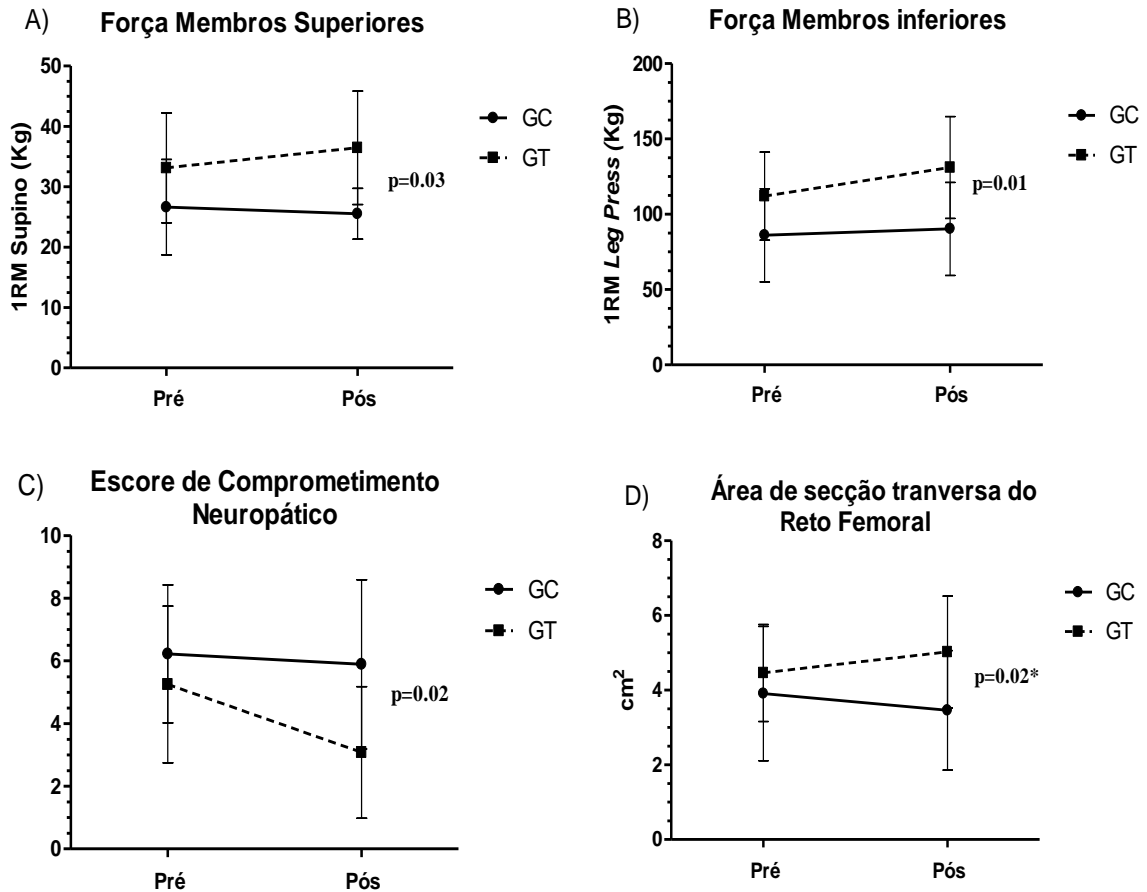 A)
Força Membros Superiores
50
40
30
20
10
0
1RM Supino (Kg)
Pré
Pós
GC
GT
p=0.03
B)
Força Membros inferiores
200
150
100
50
0
1RM Leg Press (Kg)
Pré
Pós
GC
GT
p=0.01
C)
Escore de Comprometimento
Neuropático
10
8
6
4
2
0
Pré
Pós
GC
GT
p=0.02
D)
Área de secção tranversa do
Reto Femoral
8
6
4
2
0
cm²
Pré
Pós
GC
GT
p=0.02*